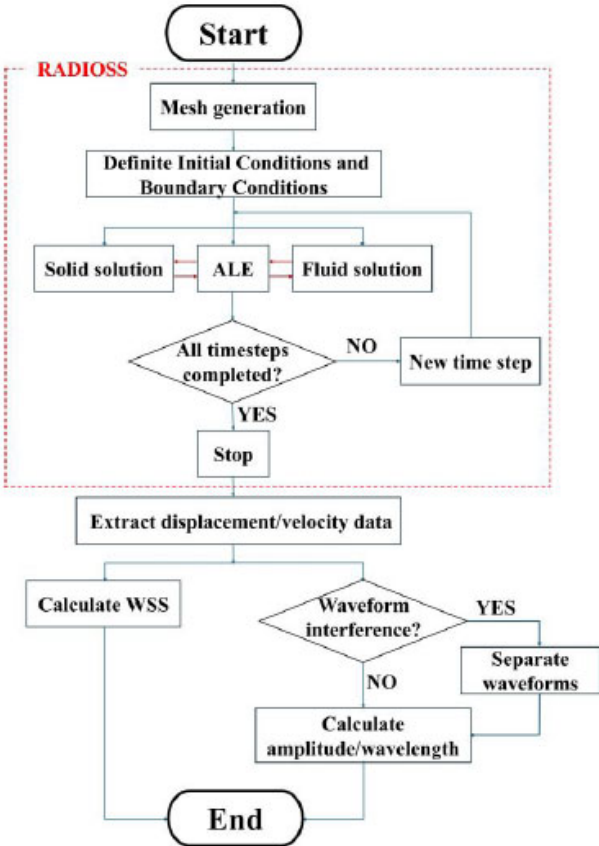 Start
RADIOSS
Mesh generation
Definite Initial Conditions and
Boundary Conditions
Solid solution
ALE
Fluid solution
All timesteps
completed?
NO
New time step
YES
Stop
Extract displacement/velocity data
Calculate WSS
Waveform
interference?
YES
Separate
waveforms
NO
Calculate
amplitude/wavelength
End